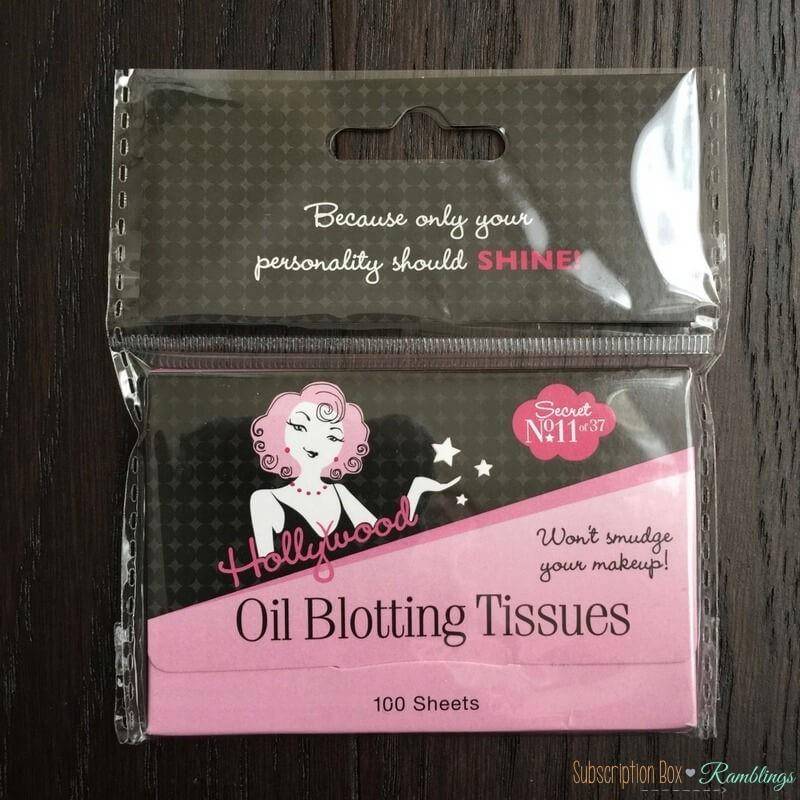 Because only your
personality should SHINE!
Secret
No.11 of 37
Hollywood
Won't smudge
your makeup!
Oil Blotting Tissues
100 Sheets
Subscription Box ♥ Ramblings